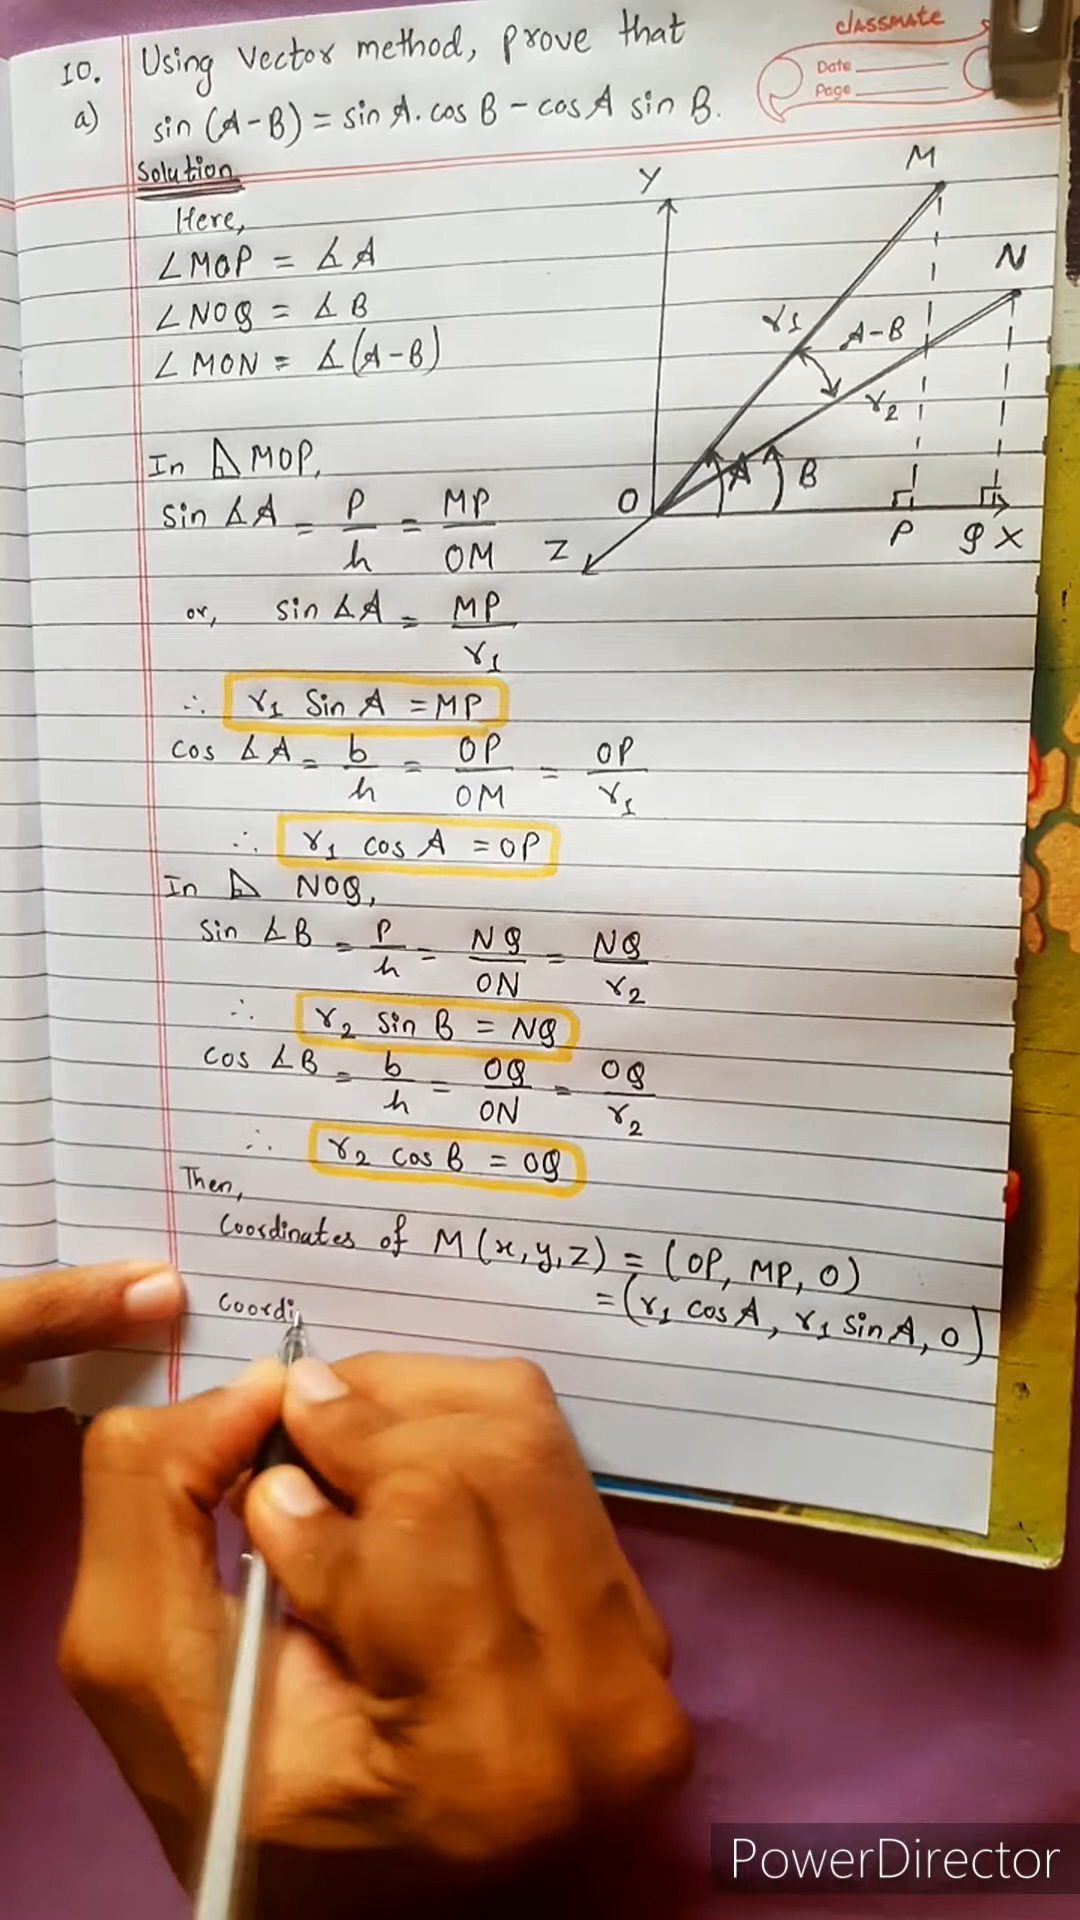 classmate
Date
Page
10. Using Vector method, prove that
a) sin (A-B) = sin A. cos B - cos A sin B.
Solution
Here,
∠MOP = ∡A
∠NOQ = ∡B
∠MON = ∡(A-B)
Y
M
N
r1
A-B
r2
A
B
O
P
Q X
Z
In ⊿ MOP,
sin ∡A = p/h = MP/OM
or, sin ∡A = MP/r1
∴ r1 Sin A = MP
cos ∡A = b/h = OP/OM = OP/r1
∴ r1 cos A = OP
In ⊿ NOQ,
sin ∡B = p/h = NQ/ON = NQ/r2
∴ r2 sin B = NQ
cos ∡B = b/h = OQ/ON = OQ/r2
∴ r2 cos B = OQ
Then,
Coordinates of M(x,y,z) = (OP, MP, 0)
= (r1 cos A, r1 sin A, 0)
Coordi
PowerDirector